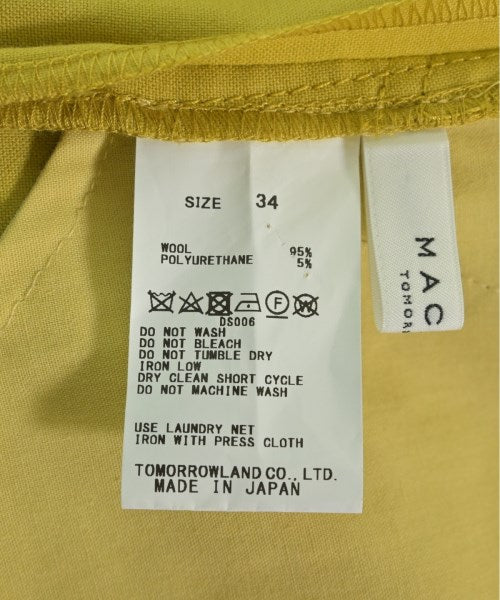 SIZE 34
WOOL 95%
POLYURETHANE 5%
DS006
DO NOT WASH
DO NOT BLEACH
DO NOT TUMBLE DRY
IRON LOW
DRY CLEAN SHORT CYCLE
DO NOT MACHINE WASH
USE LAUNDRY NET
IRON WITH PRESS CLOTH
TOMORROWLAND CO., LTD.
MADE IN JAPAN
MAC
TOMOR